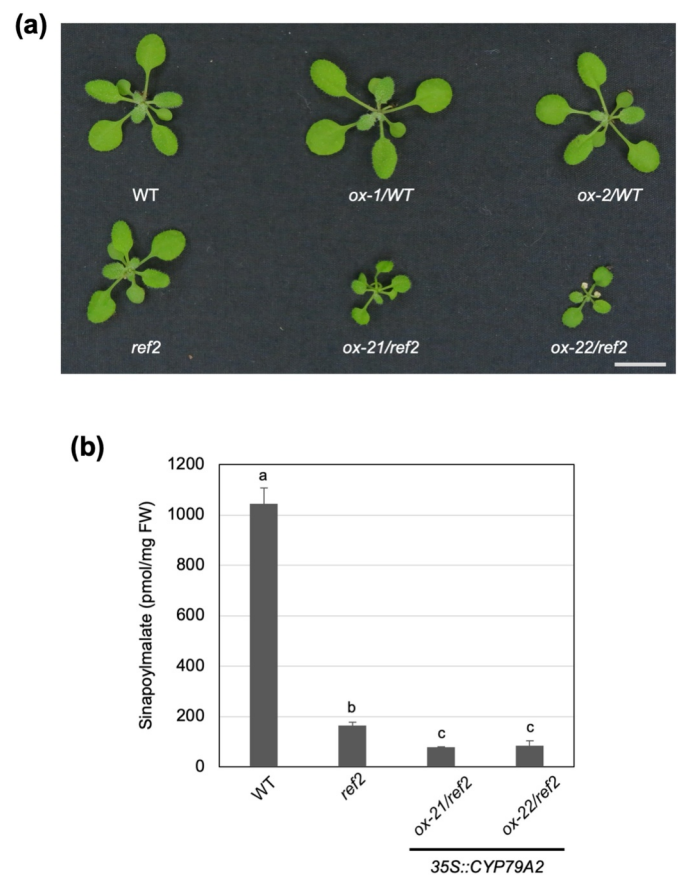 (a)
WT
ox-1/WT
ox-2/WT
ref2
ox-21/ref2
ox-22/ref2
(b)
Sinapoylmalate (pmol/mg FW)
1200
1000
800
600
400
200
0
a
b
c
c
WT
ref2
ox-21/ref2
ox-22/ref2
35S::CYP79A2